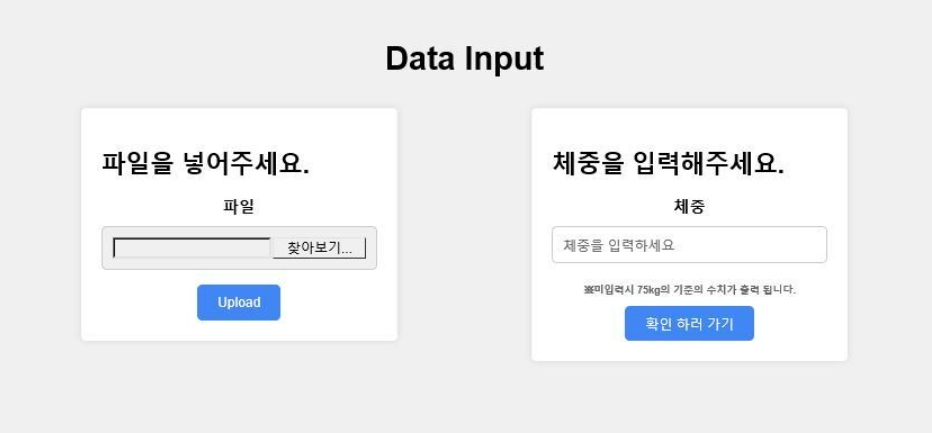 Data Input
파일을 넣어주세요.
파일
찾아보기...
Upload
체중을 입력해주세요.
체중
체중을 입력하세요
※미입력시 75kg의 기준의 수치가 출력 됩니다.
확인 하러 가기